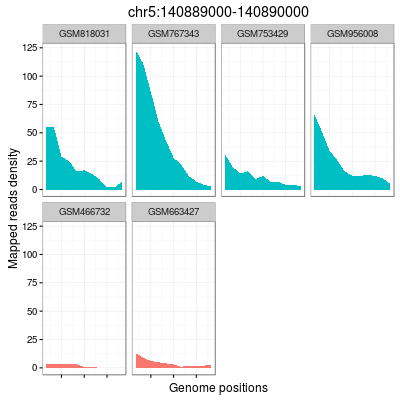 chr5:140889000-140890000
GSM818031 GSM767343 GSM753429 GSM956008
125
100
75
50
25
0
GSM466732 GSM663427
125
100
75
50
25
0
Mapped reads density
Genome positions